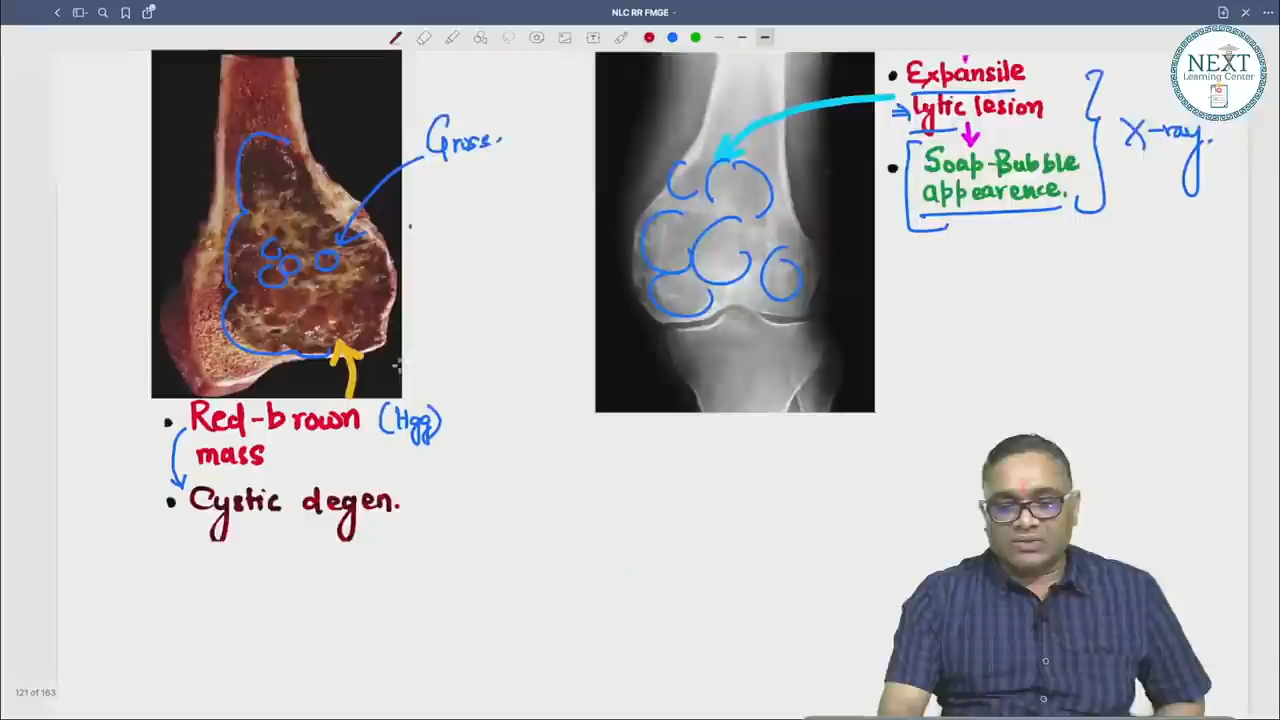 NLC RR FMGE
NEXT
Learning Center
Gross.
• Expansile
⇒ lytic lesion
• Soap-Bubble
appearence.
X-ray.
• Red-brown (Hgg)
mass
• Cystic degen.
121 of 163